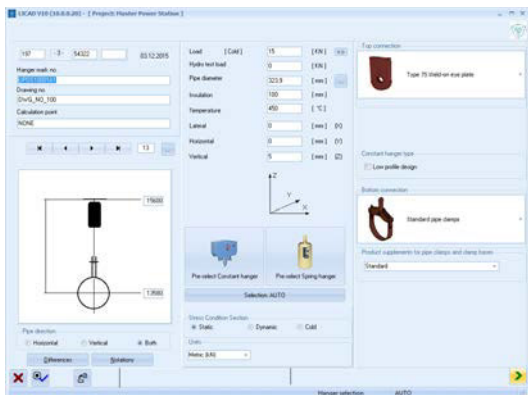 LICAD V10 (10.0.0.20) - [ Project: Master Power Station ]
197 -3- 54322 03.12.2015
Hanger mark no.
Drawing no
DWG_NO_100
Calculation point
NONE
13 ...
15600
13980
Pipe direction
Horizontal Vertical Both
Differences Notations
Load [Cold] 15 [KN]
Hydro test load 0 [KN]
Pipe diameter 323.9 [mm] ...
Insulation 100 [mm]
Temperature 450 [°C]
Lateral 0 [mm] (X)
Horizontal 0 [mm] (Y)
Vertical 5 [mm] (Z)
Z
Y
X
Pre-select Constant hanger Pre-select Spring hanger
Selection: AUTO
Stress Condition Section
Static Dynamic Cold
Units
Metric (kN)
Top connection
Type 75 Weld-on eye plate
Constant hanger type
Low profile design
Bottom connection
Standard pipe clamps
Product supplements for pipe clamps and clamp bases
Standard
Hanger selection: AUTO